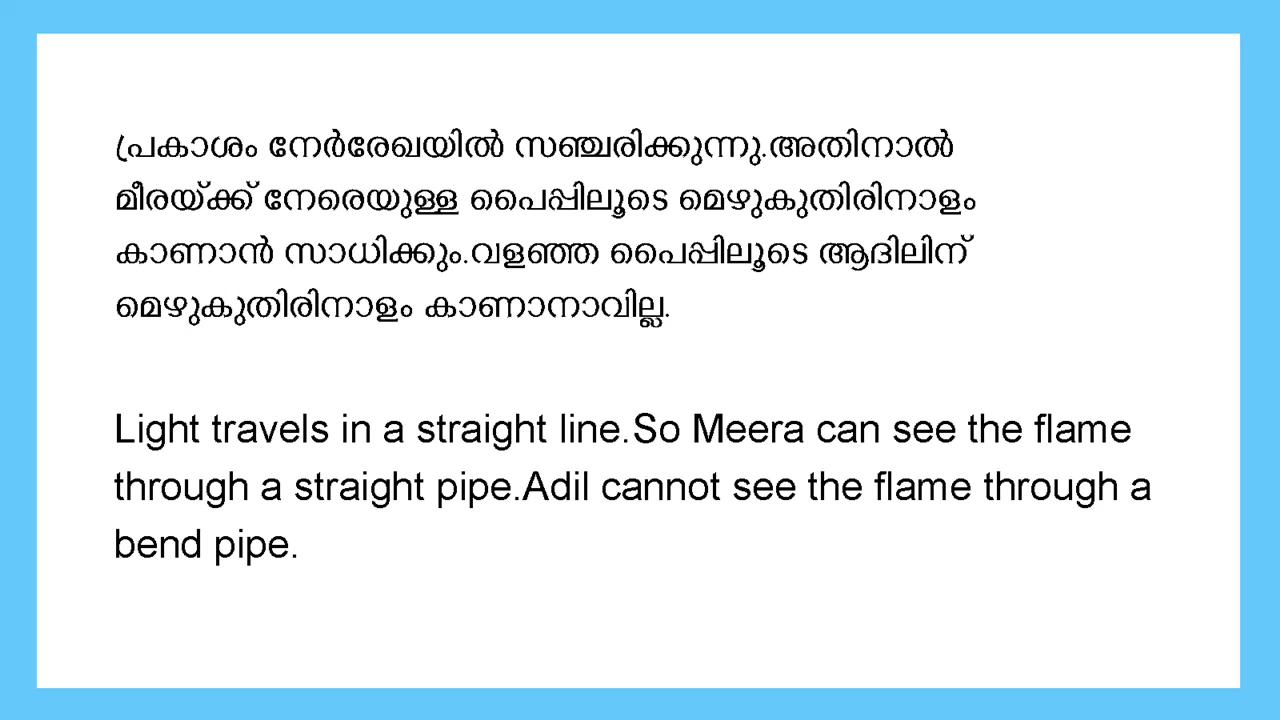 പ്രകാശം നേർരേഖയിൽ സഞ്ചരിക്കുന്നു.അതിനാൽ
മീരയ്ക്ക് നേരെയുള്ള പൈപ്പിലൂടെ മെഴുകുതിരിനാളം
കാണാൻ സാധിക്കും.വളഞ്ഞ പൈപ്പിലൂടെ ആദിലിന്
മെഴുകുതിരിനാളം കാണാനാവില്ല.
Light travels in a straight line.So Meera can see the flame
through a straight pipe.Adil cannot see the flame through a
bend pipe.